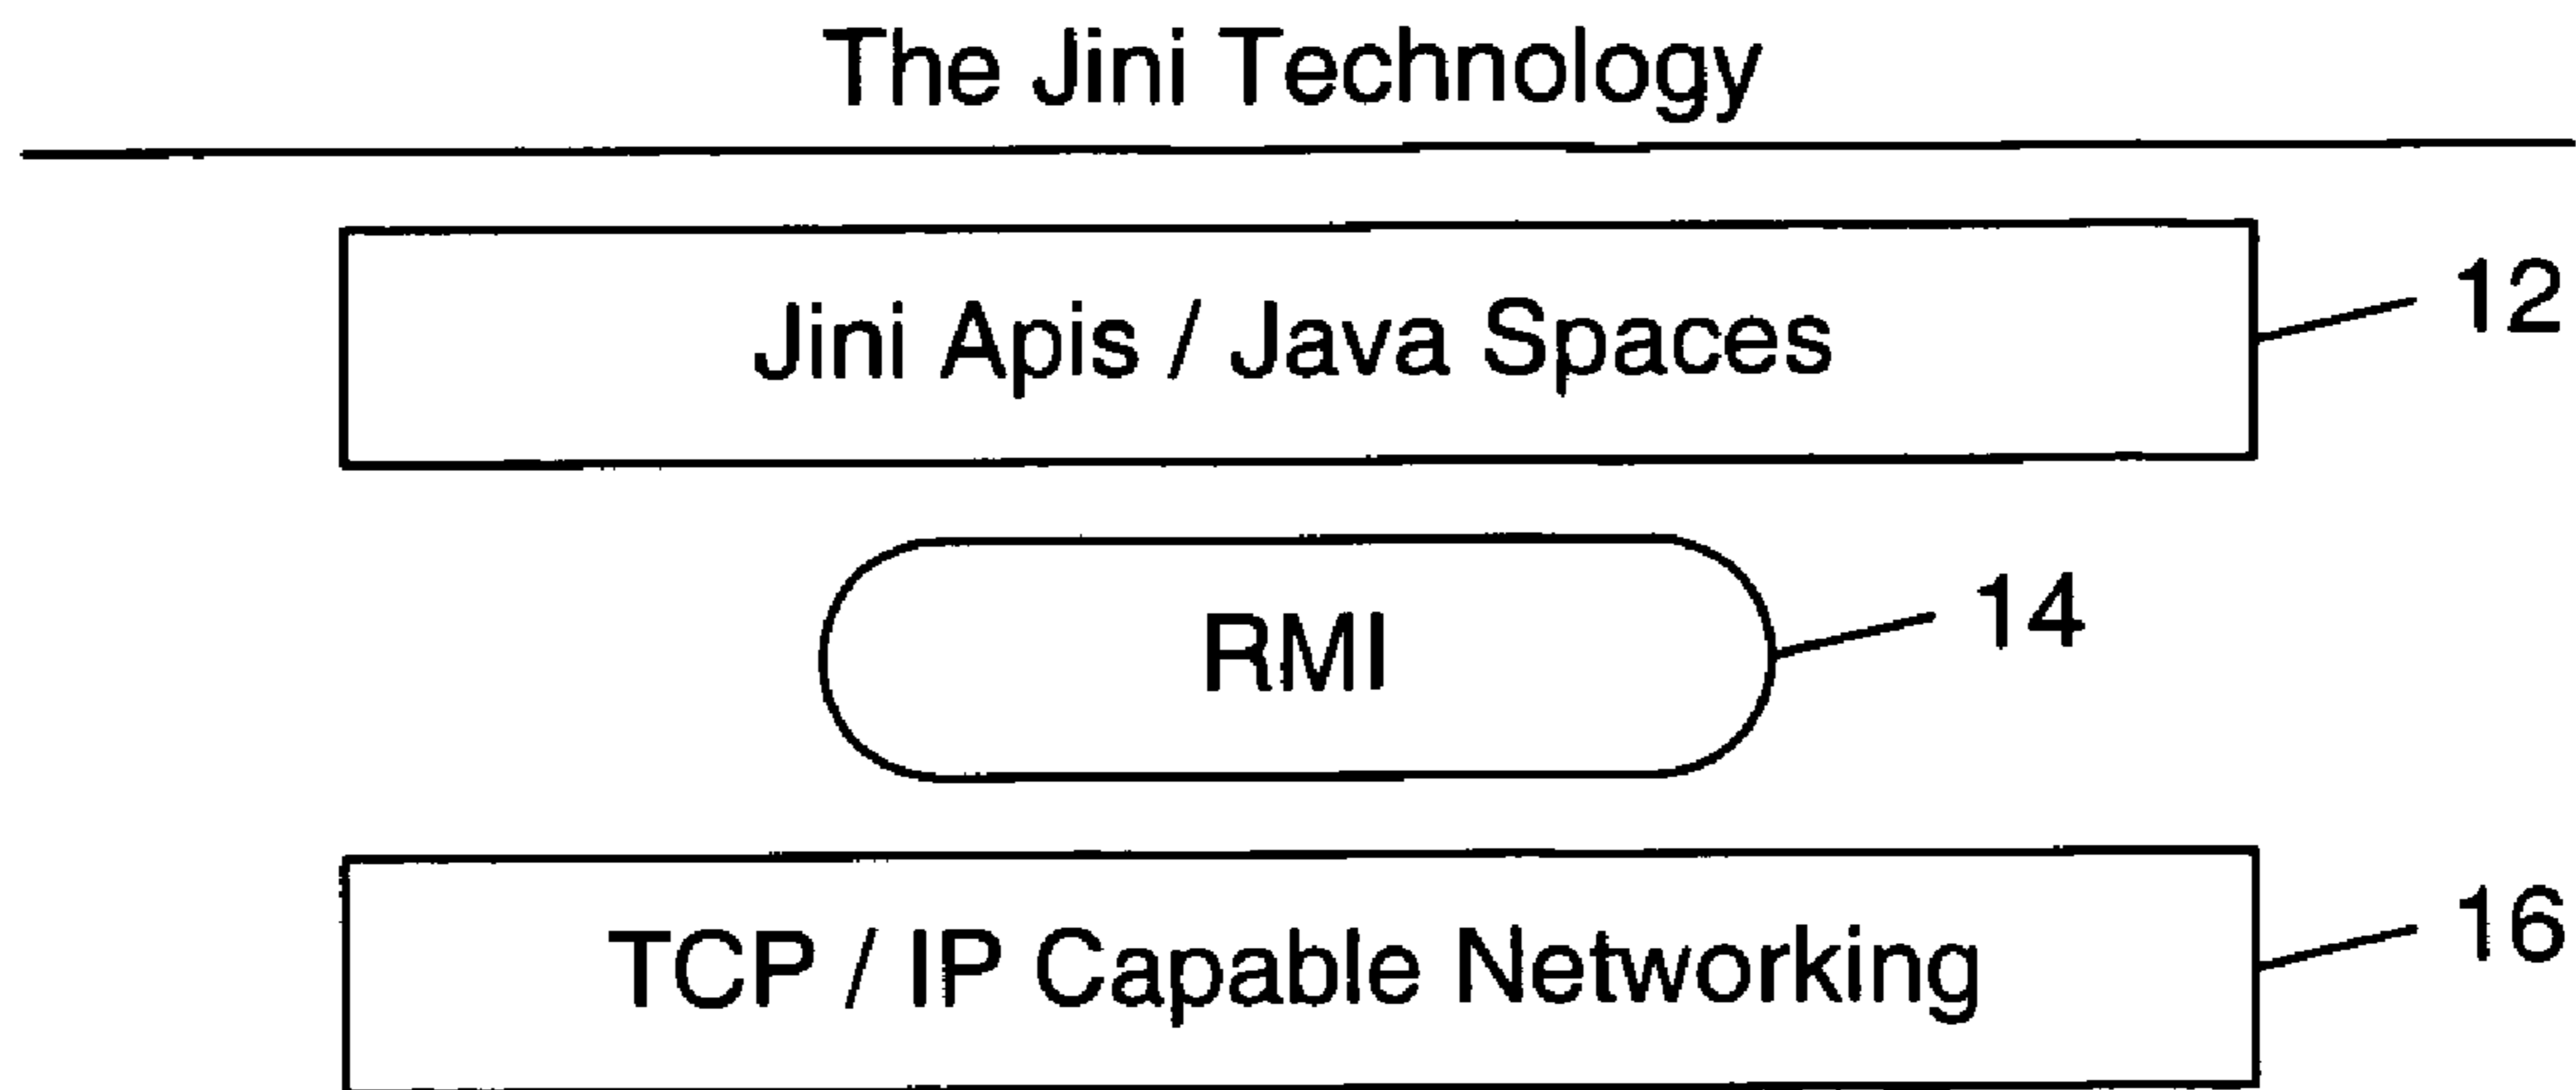 The Jini Technology
Jini Apis / Java Spaces
12
RMI
14
TCP / IP Capable Networking
16